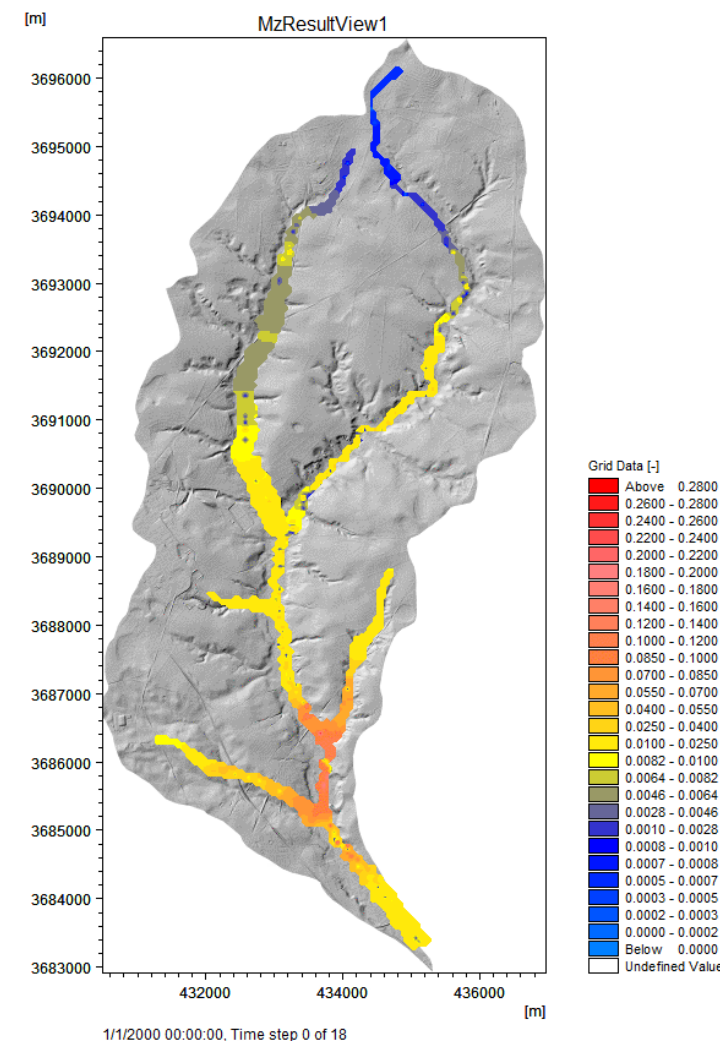 [m]
MzResultView1
3696000
3695000
3694000
3693000
3692000
3691000
3690000
3689000
3688000
3687000
3686000
3685000
3684000
3683000
432000 434000 436000
[m]
1/1/2000 00:00:00, Time step 0 of 18
Grid Data [-]
Above 0.2800
0.2600 - 0.2800
0.2400 - 0.2600
0.2200 - 0.2400
0.2000 - 0.2200
0.1800 - 0.2000
0.1600 - 0.1800
0.1400 - 0.1600
0.1200 - 0.1400
0.1000 - 0.1200
0.0850 - 0.1000
0.0700 - 0.0850
0.0550 - 0.0700
0.0400 - 0.0550
0.0250 - 0.0400
0.0100 - 0.0250
0.0082 - 0.0100
0.0064 - 0.0082
0.0046 - 0.0064
0.0028 - 0.0046
0.0010 - 0.0028
0.0008 - 0.0010
0.0007 - 0.0008
0.0005 - 0.0007
0.0003 - 0.0005
0.0002 - 0.0003
0.0000 - 0.0002
Below 0.0000
Undefined Value